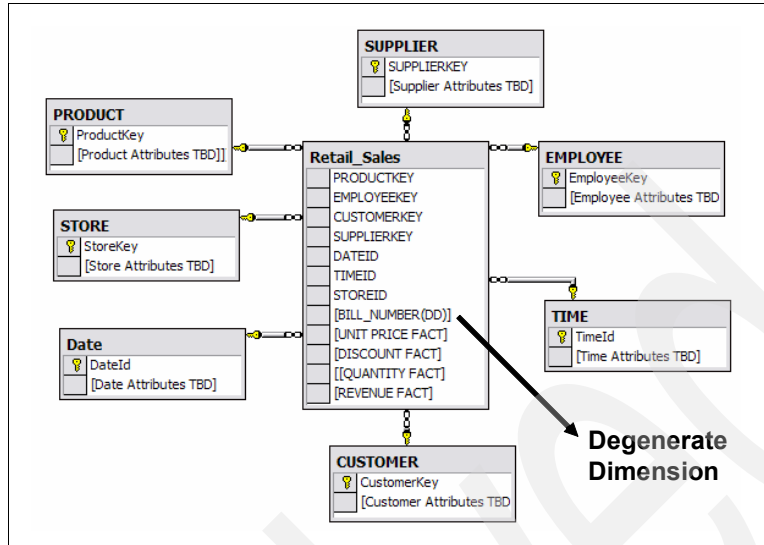 SUPPLIER
SUPPLIERKEY
[Supplier Attributes TBD]
PRODUCT
ProductKey
[Product Attributes TBD]]
Retail_Sales
PRODUCTKEY
EMPLOYEEKEY
CUSTOMERKEY
SUPPLIERKEY
DATEID
TIMEID
STOREID
[BILL_NUMBER(DD)]
[UNIT PRICE FACT]
[DISCOUNT FACT]
[[QUANTITY FACT]
[REVENUE FACT]
EMPLOYEE
EmployeeKey
[Employee Attributes TBD
STORE
StoreKey
[Store Attributes TBD]
TIME
TimeId
[Time Attributes TBD]
Date
DateId
[Date Attributes TBD]
Degenerate
Dimension
CUSTOMER
CustomerKey
[Customer Attributes TBD